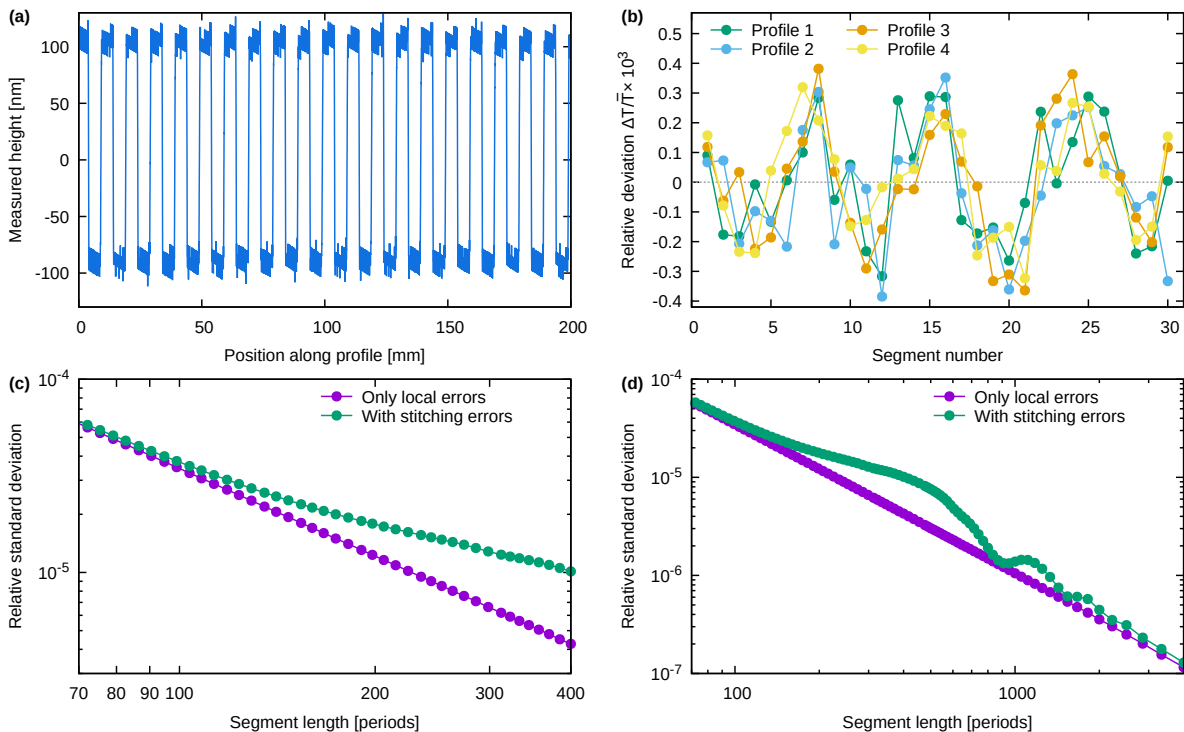 (a)
Measured height [nm]
100
50
0
-50
-100
0
50
100
150
200
Position along profile [mm]
(b)
Relative deviation ΔT/T̅ × 10³
0.5
0.4
0.3
0.2
0.1
0
-0.1
-0.2
-0.3
-0.4
Profile 1
Profile 2
Profile 3
Profile 4
0
5
10
15
20
25
30
Segment number
(c)
Relative standard deviation
10⁻⁴
10⁻⁵
Only local errors
With stitching errors
70
80
90
100
200
300
400
Segment length [periods]
(d)
Relative standard deviation
10⁻⁴
10⁻⁵
10⁻⁶
10⁻⁷
Only local errors
With stitching errors
100
1000
Segment length [periods]